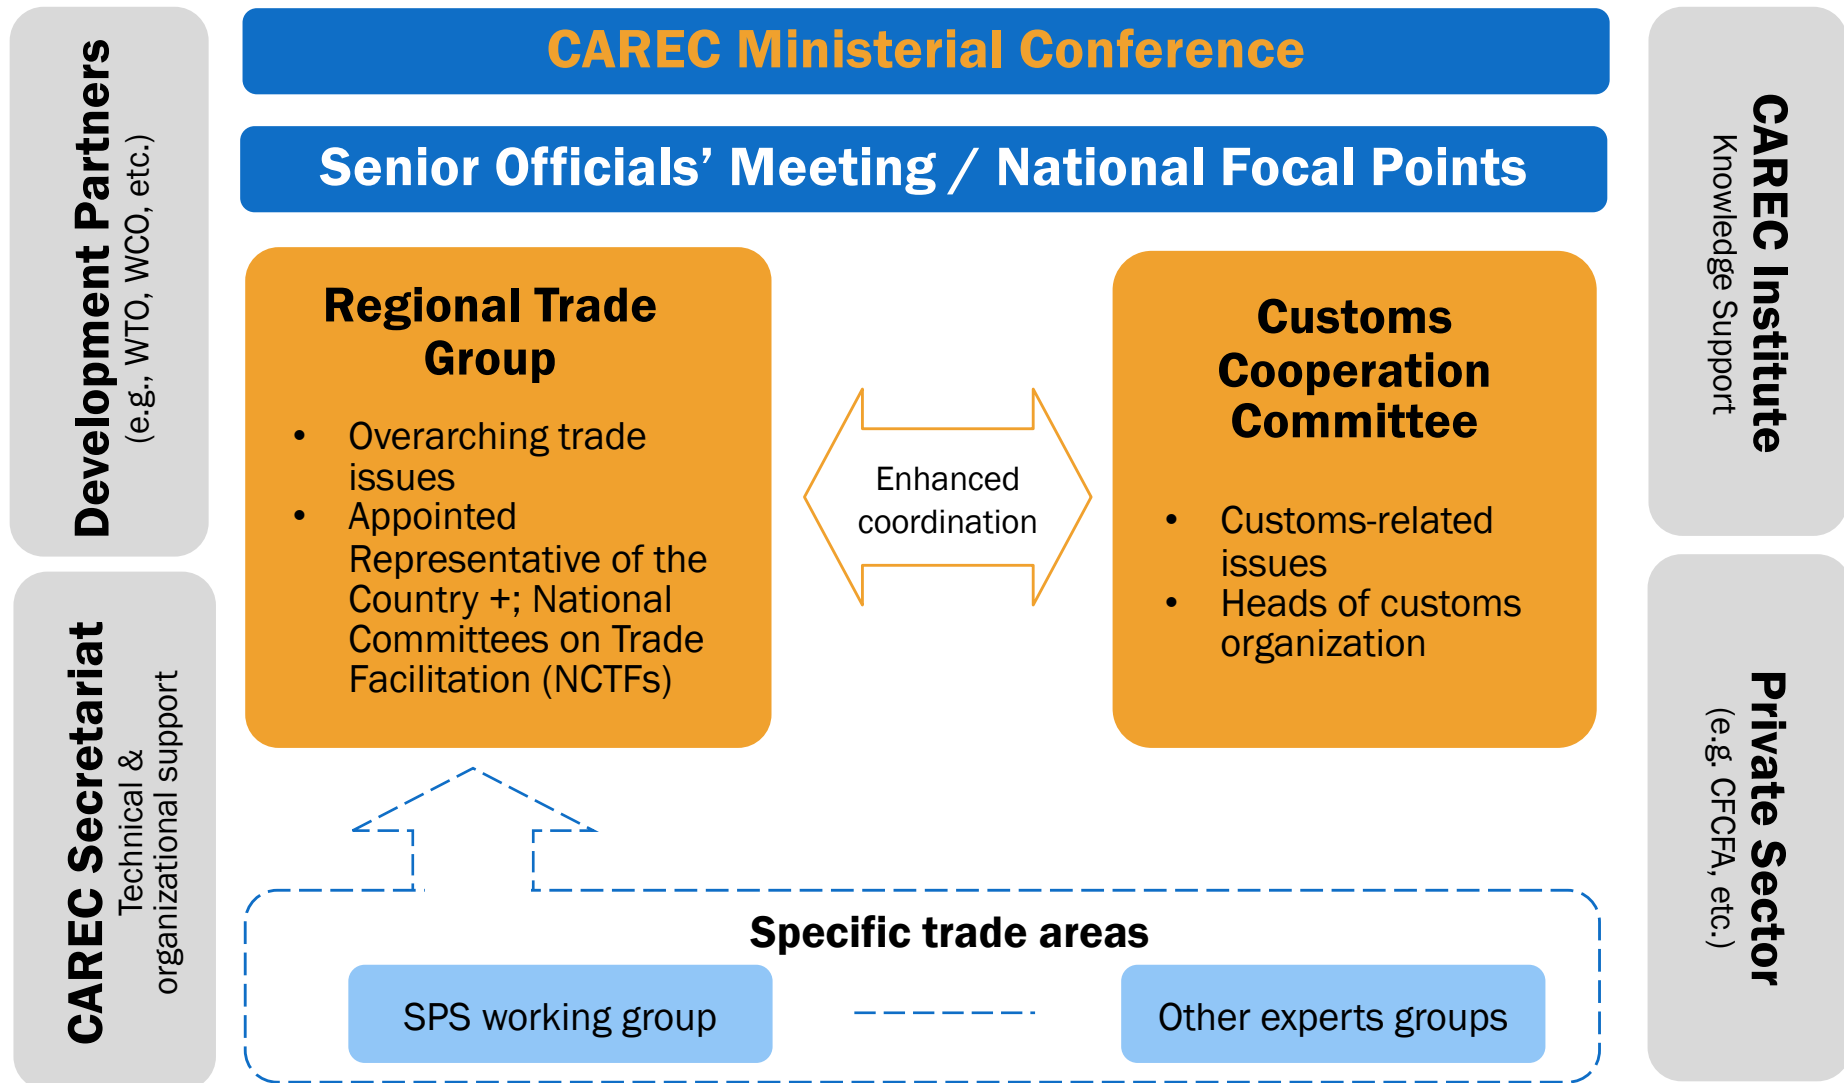 Development Partners
(e.g., WTO, WCO, etc.)
CAREC Secretariat
Technical &
organizational support
CAREC Ministerial Conference
Senior Officials’ Meeting / National Focal Points
Regional Trade
Group
• Overarching trade
issues
• Appointed
Representative of the
Country +; National
Committees on Trade
Facilitation (NCTFs)
Enhanced
coordination
Customs
Cooperation
Committee
• Customs-related
issues
• Heads of customs
organization
Specific trade areas
SPS working group
Other experts groups
CAREC Institute
Knowledge Support
Private Sector
(e.g. CFCFA, etc.)